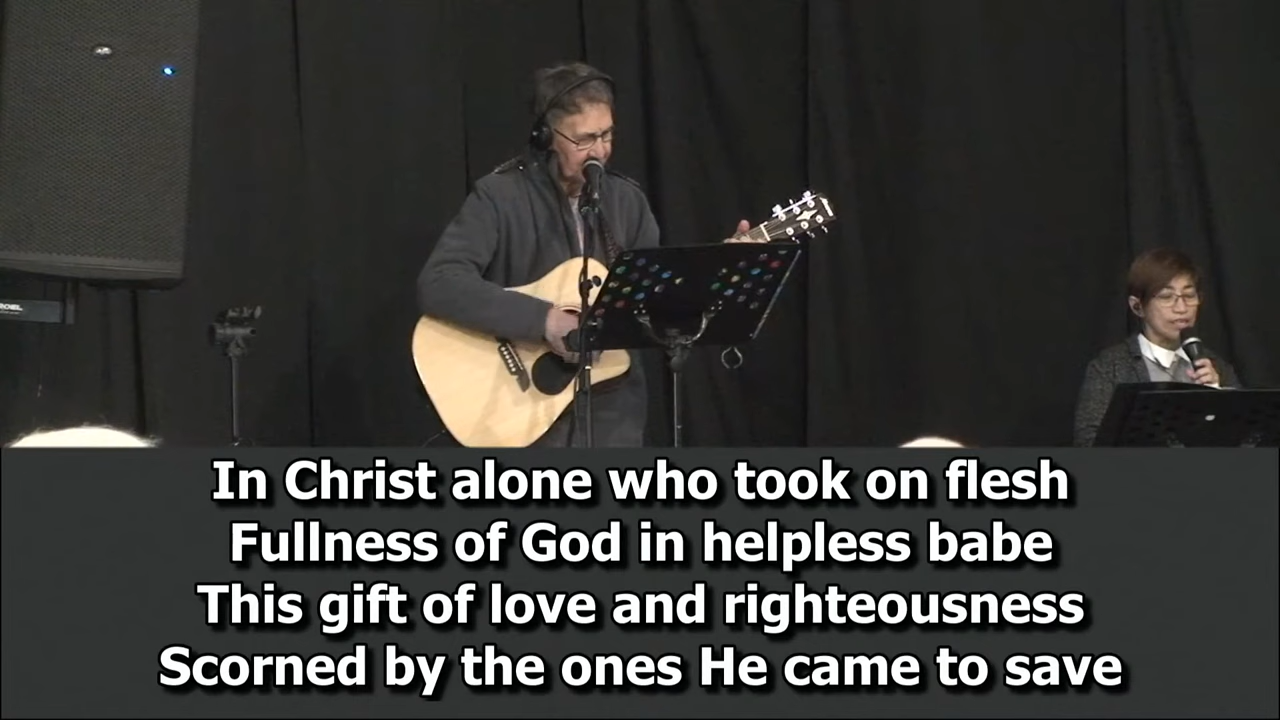 In Christ alone who took on flesh
Fullness of God in helpless babe
This gift of love and righteousness
Scorned by the ones He came to save